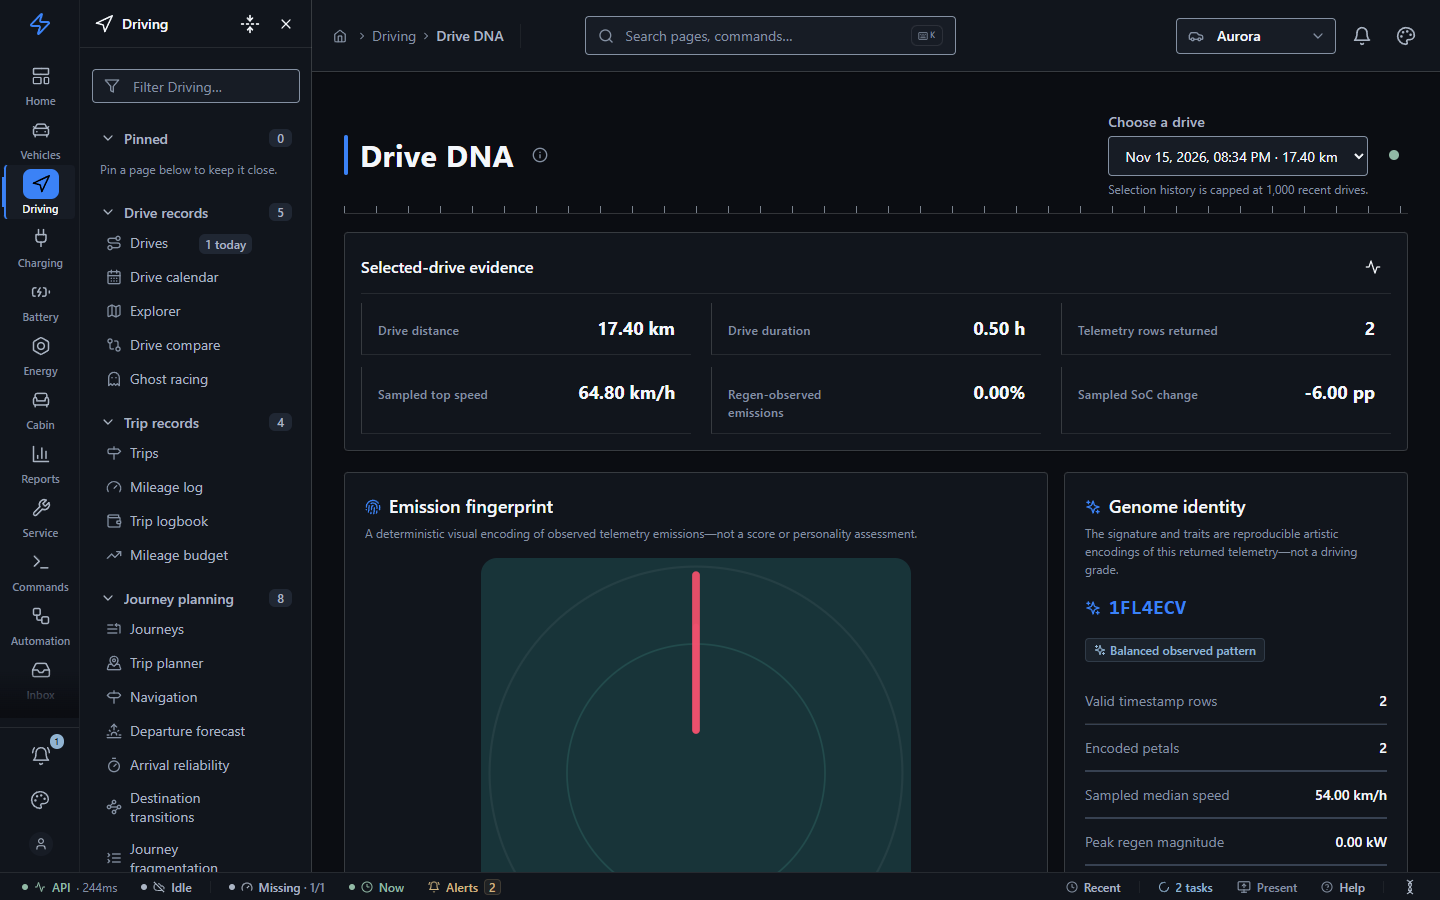 Home
Vehicles
Driving
Charging
Battery
Energy
Cabin
Reports
Service
Commands
Automation
Inbox
1
Driving
Filter Driving...
Pinned 0
Pin a page below to keep it close.
Drive records 5
Drives 1 today
Drive calendar
Explorer
Drive compare
Ghost racing
Trip records 4
Trips
Mileage log
Trip logbook
Mileage budget
Journey planning 8
Journeys
Trip planner
Navigation
Departure forecast
Arrival reliability
Destination
transitions
Journey
fragmentation
Driving Drive DNA
Search pages, commands... K
Aurora
Drive DNA
Choose a drive
Nov 15, 2026, 08:34 PM · 17.40 km
Selection history is capped at 1,000 recent drives.
Selected-drive evidence
Drive distance 17.40 km
Drive duration 0.50 h
Telemetry rows returned 2
Sampled top speed 64.80 km/h
Regen-observed
emissions 0.00%
Sampled SoC change -6.00 pp
Emission fingerprint
A deterministic visual encoding of observed telemetry emissions—not a score or personality assessment.
Genome identity
The signature and traits are reproducible artistic
encodings of this returned telemetry—not a driving
grade.
1FL4ECV
Balanced observed pattern
Valid timestamp rows 2
Encoded petals 2
Sampled median speed 54.00 km/h
Peak regen magnitude 0.00 kW
API · 244ms Idle Missing · 1/1 Now Alerts 2 Recent 2 tasks Present Help